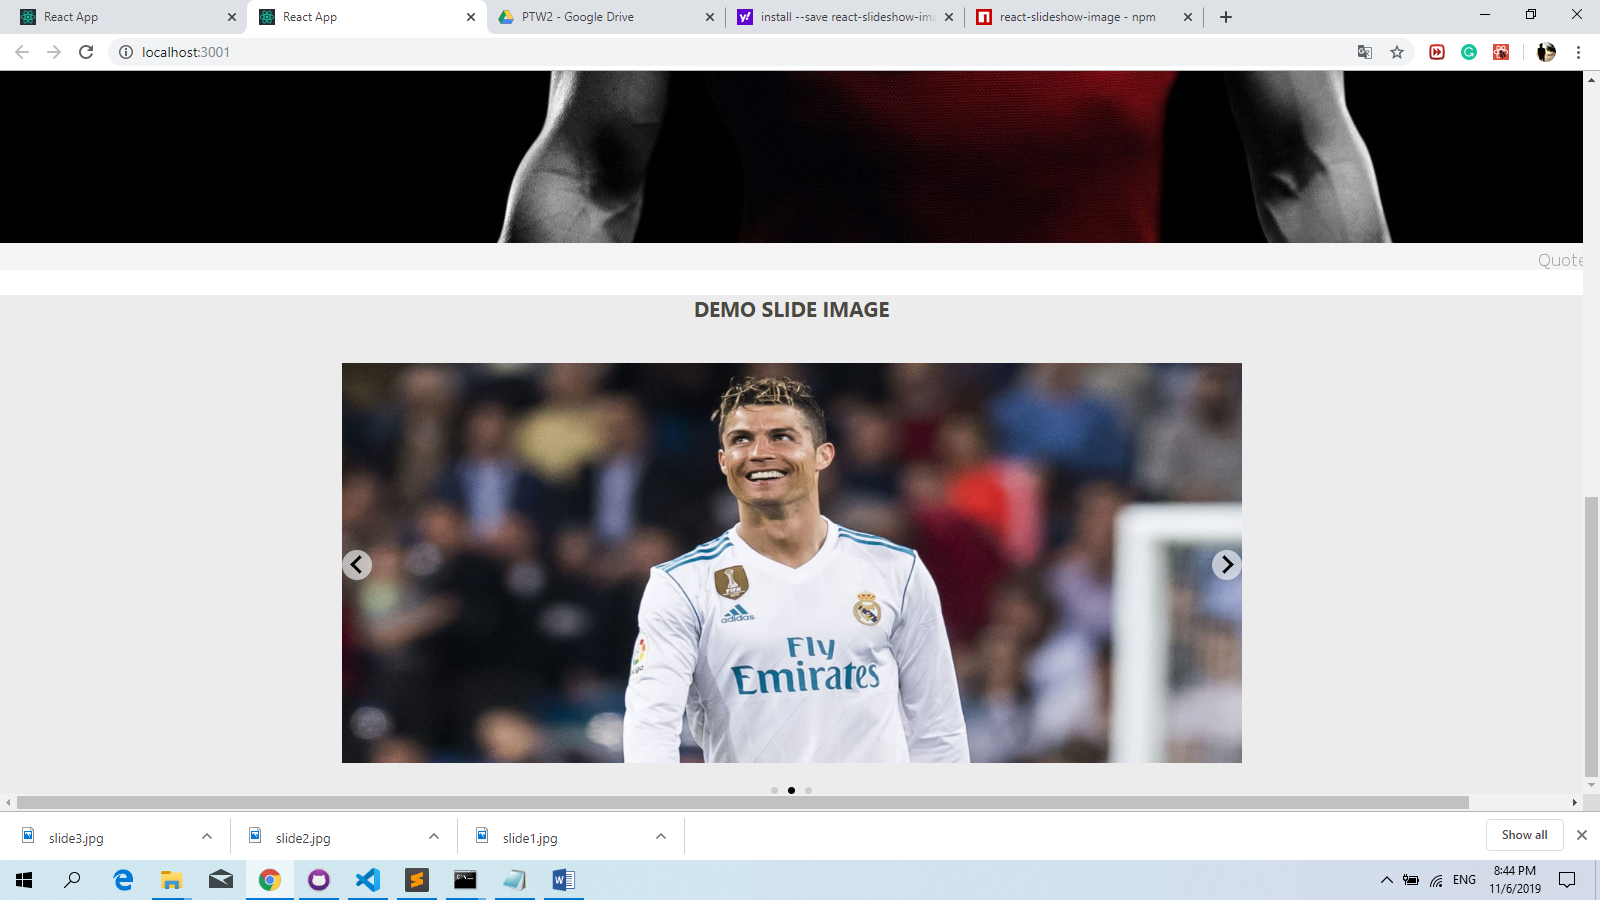 React App
React App
PTW2 - Google Drive
install --save react-slideshow-ima
react-slideshow-image - npm
localhost:3001
Quote
DEMO SLIDE IMAGE
adidas
Fly
Emirates
slide3.jpg
slide2.jpg
slide1.jpg
Show all
ENG
8:44 PM
11/6/2019